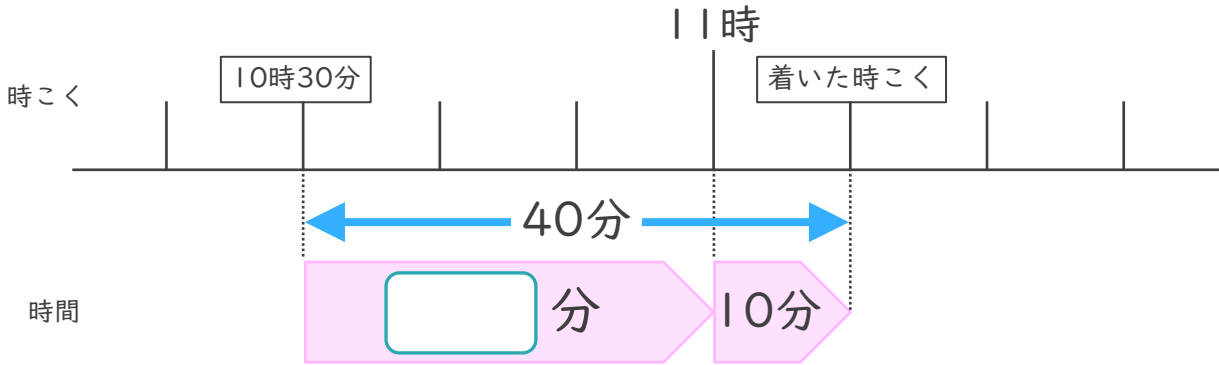 11時
10時30分
着いた時こく
時こく
40分
分
10分
時間